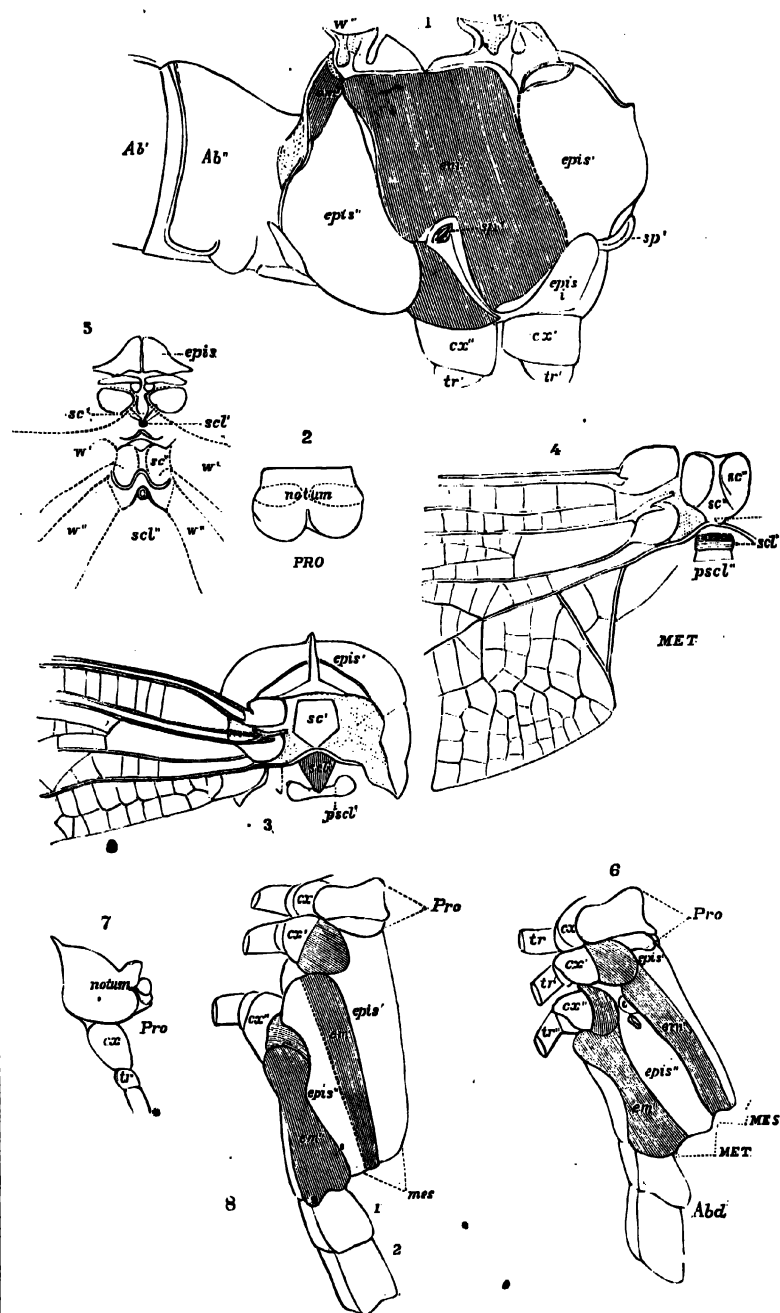 w"
1
w'
Ab'
Ab"
em
epis'
epis"
sp'
epis
i
cx"
cx'
tr'
tr'
5
epis
sc'
scl'
w'
sc"
w'
w"
scl"
w"
2
notum
PRO
4
sc"
sc"
scl"
pscl"
MET
epis'
sc'
scl'
pscl'
3
6
7
cx
Pro
Pro
notum
cx'
tr
cx
epis'
Pro
cx'
cx
tr'
cx"
epis'
cx"
em'
tr
em'
tr"
epis"
epis"
em"
em"
MES
MET
mes
8
1
Abd.
2